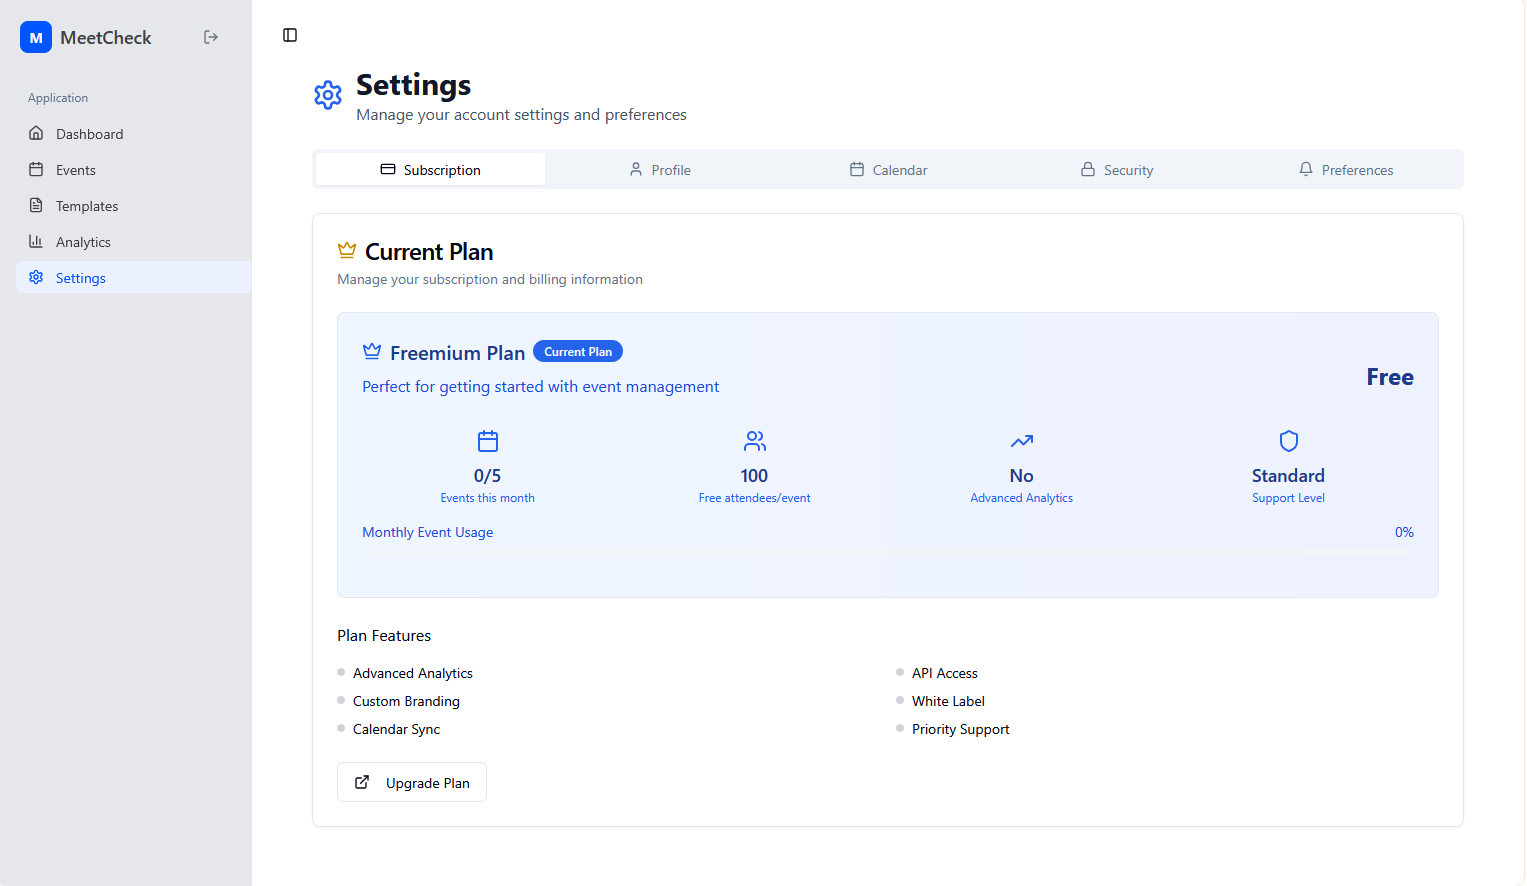 M MeetCheck
Application
Dashboard
Events
Templates
Analytics
Settings
Settings
Manage your account settings and preferences
Subscription
Profile
Calendar
Security
Preferences
Current Plan
Manage your subscription and billing information
Freemium Plan
Current Plan
Perfect for getting started with event management
Free
0/5
Events this month
100
Free attendees/event
No
Advanced Analytics
Standard
Support Level
Monthly Event Usage
0%
Plan Features
Advanced Analytics
Custom Branding
Calendar Sync
API Access
White Label
Priority Support
Upgrade Plan